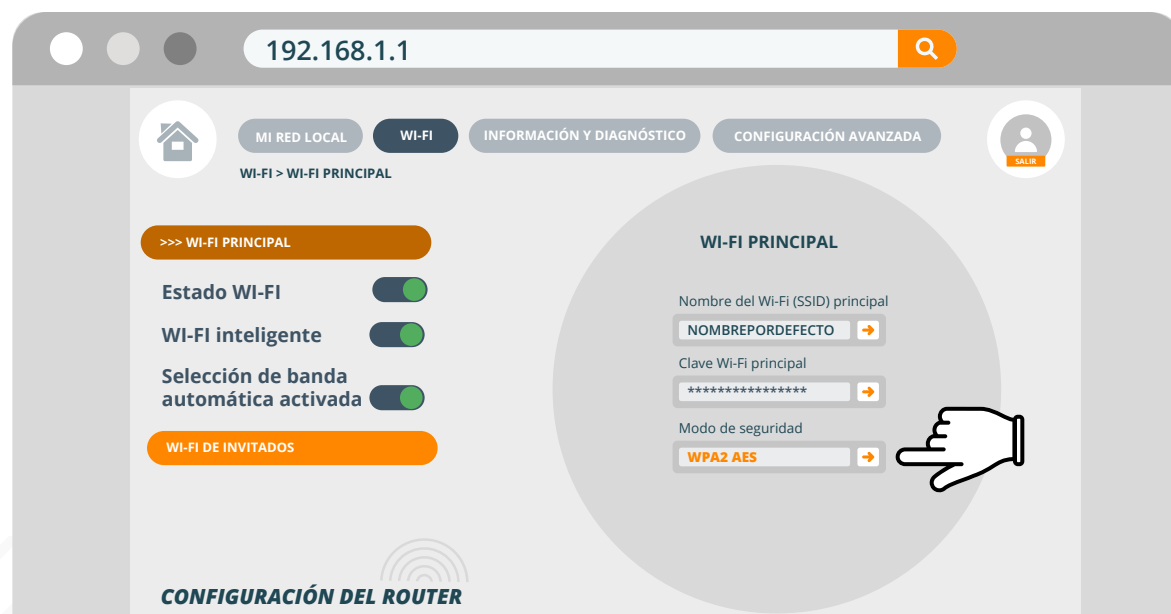 192.168.1.1
MI RED LOCAL
WI-FI
INFORMACIÓN Y DIAGNÓSTICO
CONFIGURACIÓN AVANZADA
SALIR
WI-FI > WI-FI PRINCIPAL
>>> WI-FI PRINCIPAL
Estado WI-FI
WI-FI inteligente
Selección de banda
automática activada
WI-FI DE INVITADOS
WI-FI PRINCIPAL
Nombre del Wi-Fi (SSID) principal
NOMBREPORDEFECTO
Clave Wi-Fi principal
****************
Modo de seguridad
WPA2 AES
CONFIGURACIÓN DEL ROUTER